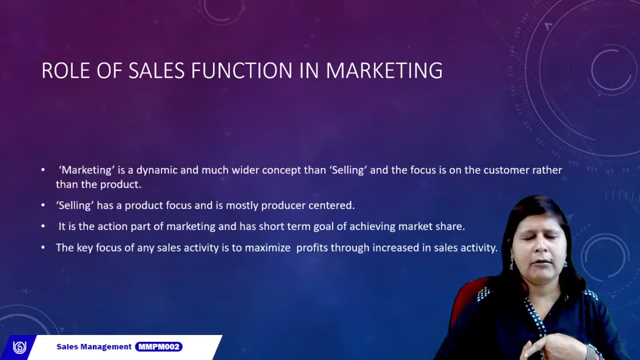 ROLE OF SALES FUNCTION IN MARKETING
• 'Marketing' is a dynamic and much wider concept than 'Selling' and the focus is on the customer rather
than the product.
• 'Selling' has a product focus and is mostly producer centered.
• It is the action part of marketing and has short term goal of achieving market share.
• The key focus of any sales activity is to maximize profits through increased in sales activity.
Sales Management MMPM002